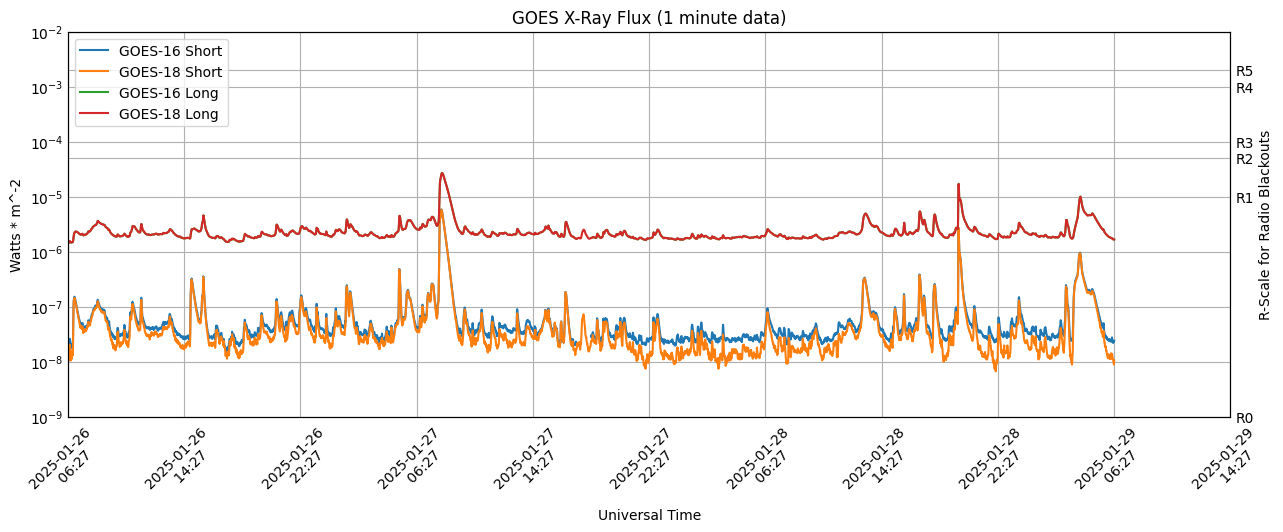 GOES X-Ray Flux (1 minute data)
GOES-16 Short
GOES-18 Short
GOES-16 Long
GOES-18 Long
10^-2
10^-3
10^-4
10^-5
10^-6
10^-7
10^-8
10^-9
Watts * m^-2
R5
R4
R3
R2
R1
R0
R-Scale for Radio Blackouts
2025-01-26
06:27
2025-01-26
14:27
2025-01-26
22:27
2025-01-27
06:27
2025-01-27
14:27
2025-01-27
22:27
2025-01-28
06:27
2025-01-28
14:27
2025-01-28
22:27
2025-01-29
06:27
2025-01-29
14:27
Universal Time